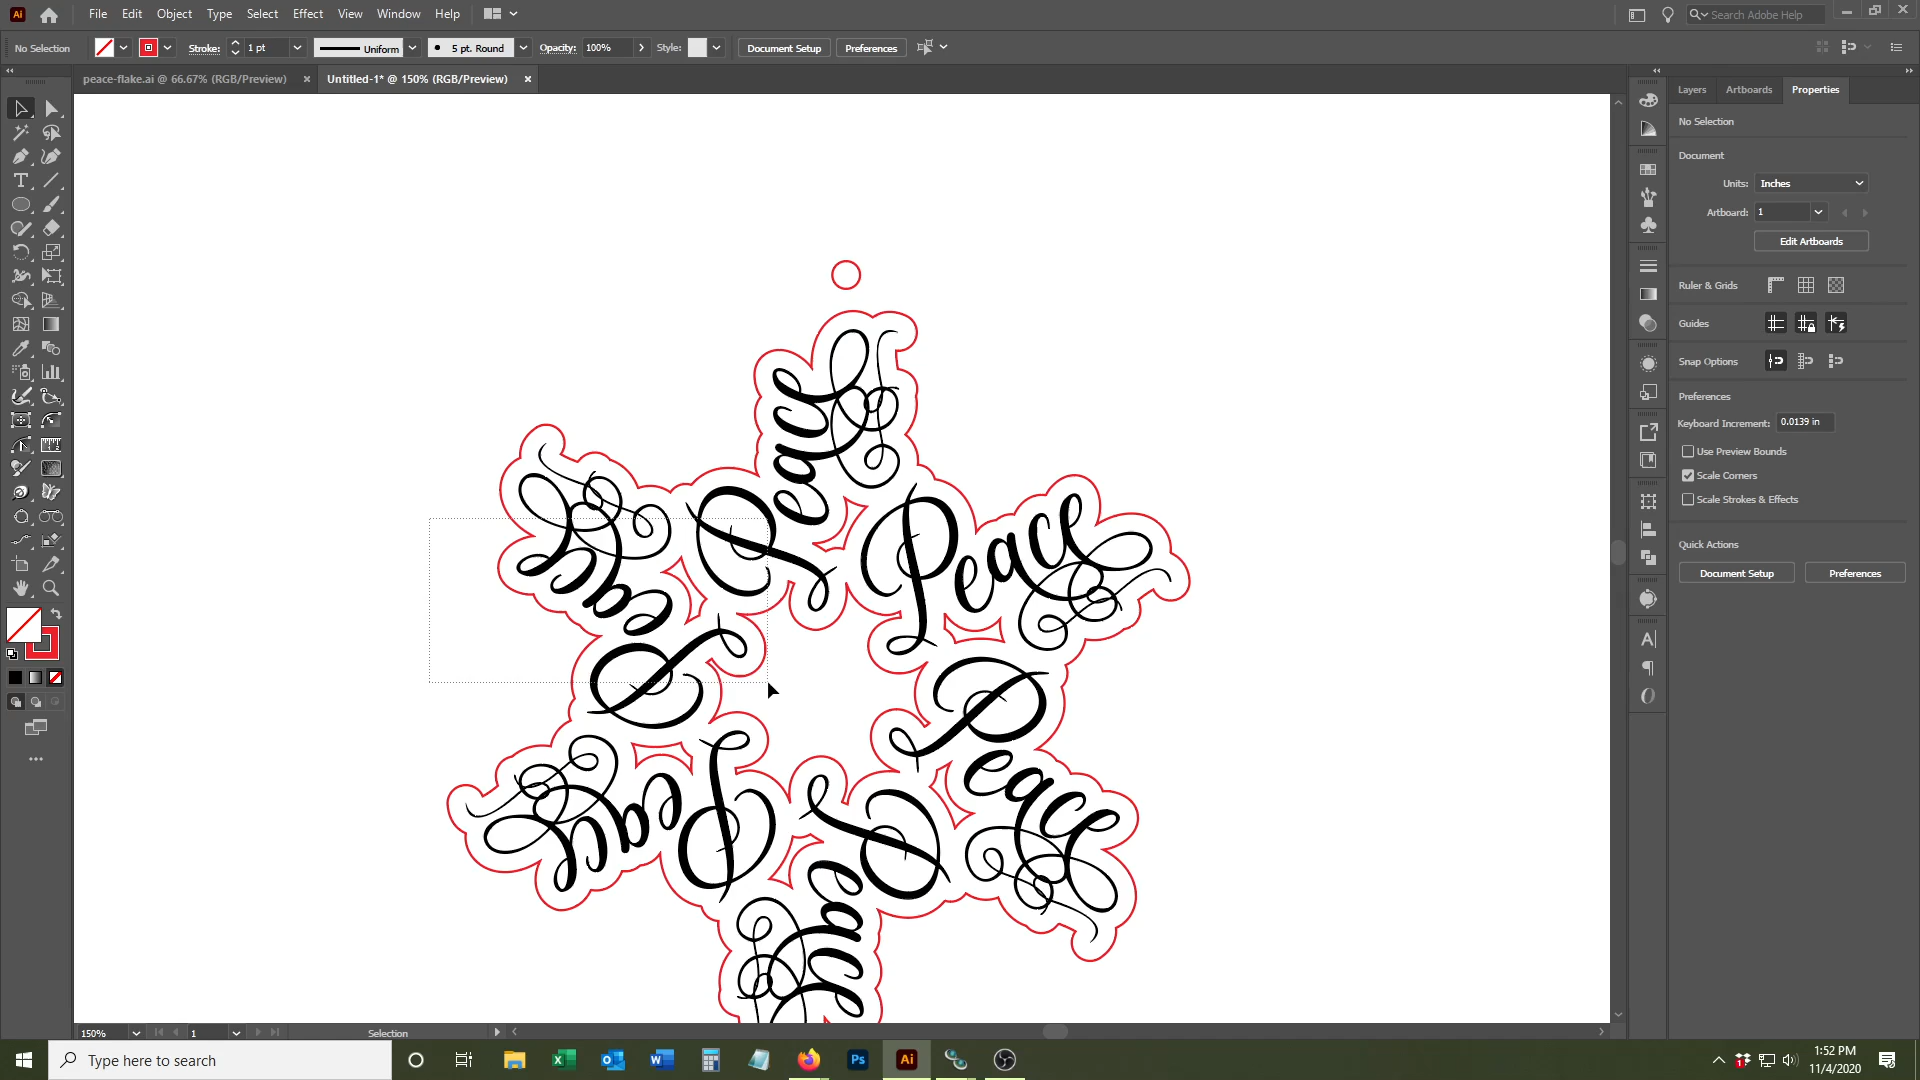 Ai File Edit Object Type Select Effect View Window Help Search Adobe Help
No Selection Stroke: 1 pt Uniform 5 pt. Round Opacity: 100% Style: Document Setup Preferences
peace-flake.ai @ 66.67% (RGB/Preview) × Untitled-1* @ 150% (RGB/Preview) ×
Layers Artboards Properties
No Selection
Document
Units: Inches
Artboard: 1
Edit Artboards
Ruler & Grids
Guides
Snap Options
Preferences
Keyboard Increment: 0.0139 in
Use Preview Bounds
Scale Corners
Scale Strokes & Effects
Quick Actions
Document Setup Preferences
Peace
Peace
Peace
Peace
Peace
Peace
150% 1 Selection
Type here to search
Ps Ai
1:52 PM
11/4/2020